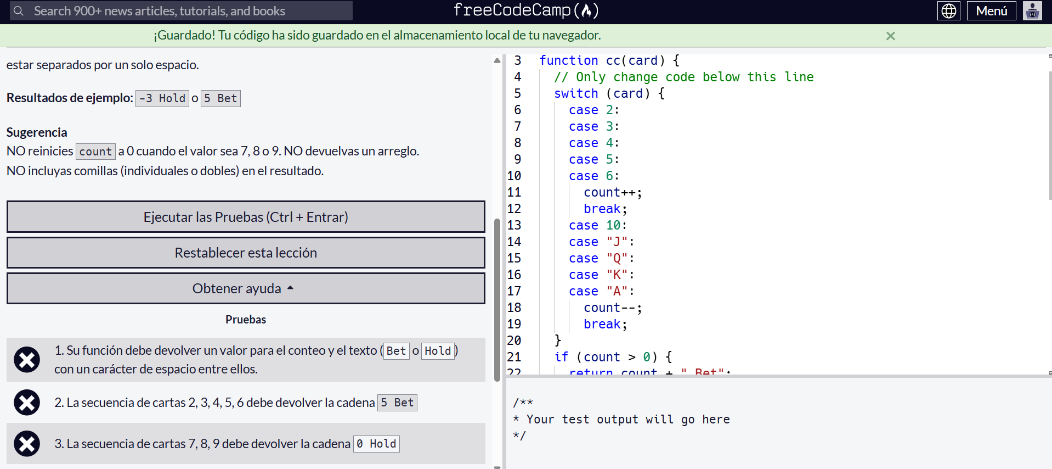 Search 900+ news articles, tutorials, and books
freeCodeCamp
Menú
¡Guardado! Tu código ha sido guardado en el almacenamiento local de tu navegador.
estar separados por un solo espacio.
Resultados de ejemplo: -3 Hold o 5 Bet
Sugerencia
NO reinicies count a 0 cuando el valor sea 7, 8 o 9. NO devuelvas un arreglo.
NO incluyas comillas (individuales o dobles) en el resultado.
Ejecutar las Pruebas (Ctrl + Entrar)
Restablecer esta lección
Obtener ayuda
Pruebas
1. Su función debe devolver un valor para el conteo y el texto (Bet o Hold)
con un carácter de espacio entre ellos.
2. La secuencia de cartas 2, 3, 4, 5, 6 debe devolver la cadena 5 Bet
3. La secuencia de cartas 7, 8, 9 debe devolver la cadena 0 Hold
3 function cc(card) {
4 // Only change code below this line
5 switch (card) {
6 case 2:
7 case 3:
8 case 4:
9 case 5:
10 case 6:
11 count++;
12 break;
13 case 10:
14 case "J":
15 case "Q":
16 case "K":
17 case "A":
18 count--;
19 break;
20 }
21 if (count > 0) {
22 return count + " Bet";
/**
* Your test output will go here
*/